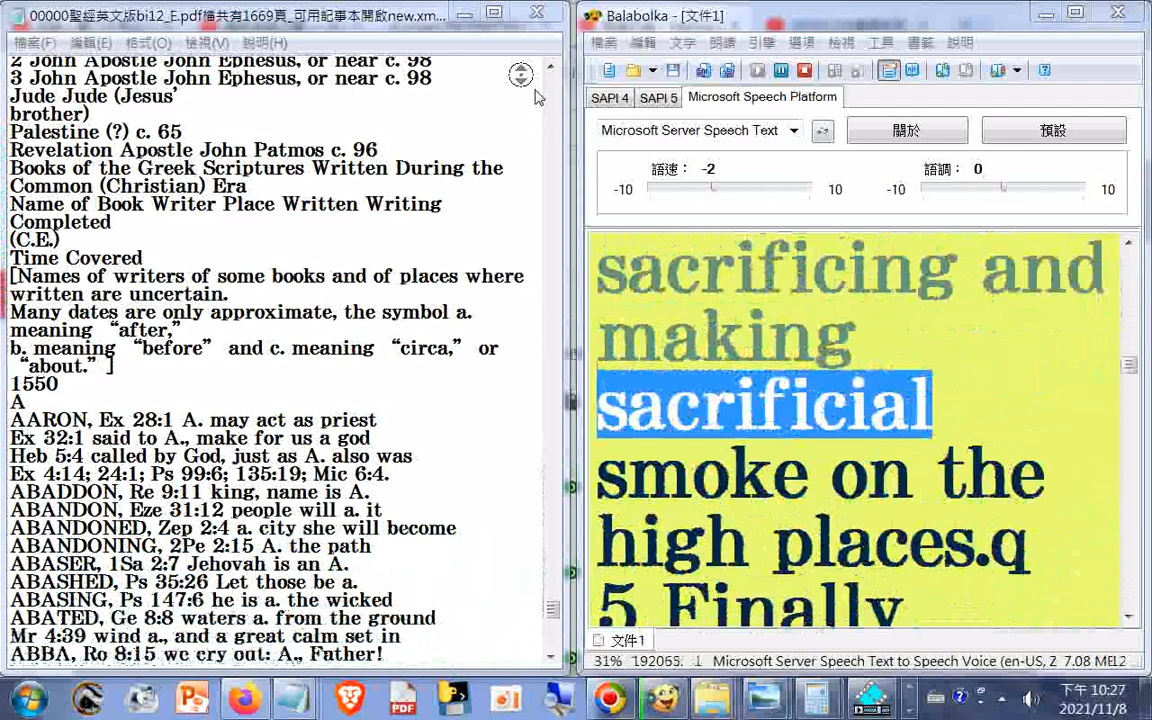 00000聖經英文版bi12_E.pdf檔共有1669頁_可用記事本開啟new.xm...
檔案(F) 編輯(E) 格式(O) 檢視(V) 說明(H)
2 John Apostle John Ephesus, or near c. 98
3 John Apostle John Ephesus, or near c. 98
Jude Jude (Jesus’
brother)
Palestine (?) c. 65
Revelation Apostle John Patmos c. 96
Books of the Greek Scriptures Written During the
Common (Christian) Era
Name of Book Writer Place Written Writing
Completed
(C.E.)
Time Covered
[Names of writers of some books and of places where
written are uncertain.
Many dates are only approximate, the symbol a.
meaning “after,”
b. meaning “before” and c. meaning “circa,” or
“about.” ]
1550
A
AARON, Ex 28:1 A. may act as priest
Ex 32:1 said to A., make for us a god
Heb 5:4 called by God, just as A. also was
Ex 4:14; 24:1; Ps 99:6; 135:19; Mic 6:4.
ABADDON, Re 9:11 king, name is A.
ABANDON, Eze 31:12 people will a. it
ABANDONED, Zep 2:4 a. city she will become
ABANDONING, 2Pe 2:15 A. the path
ABASER, 1Sa 2:7 Jehovah is an A.
ABASHED, Ps 35:26 Let those be a.
ABASING, Ps 147:6 he is a. the wicked
ABATED, Ge 8:8 waters a. from the ground
Mr 4:39 wind a., and a great calm set in
ABBA, Ro 8:15 we cry out: A., Father!
Balabolka - [文件1]
檔案 編輯 文字 朗讀 引擎 選項 檢視 工具 書籤 說明
SAPI 4 SAPI 5 Microsoft Speech Platform
Microsoft Server Speech Text 關於 預設
語速： -2 語調： 0
-10 10 -10 10
sacrificing and
making
sacrificial
smoke on the
high places.q
5 Finally
文件1
31% 192065. 1 Microsoft Server Speech Text to Speech Voice (en-US, Z 7.08 ME12
PDF
下午 10:27
2021/11/8